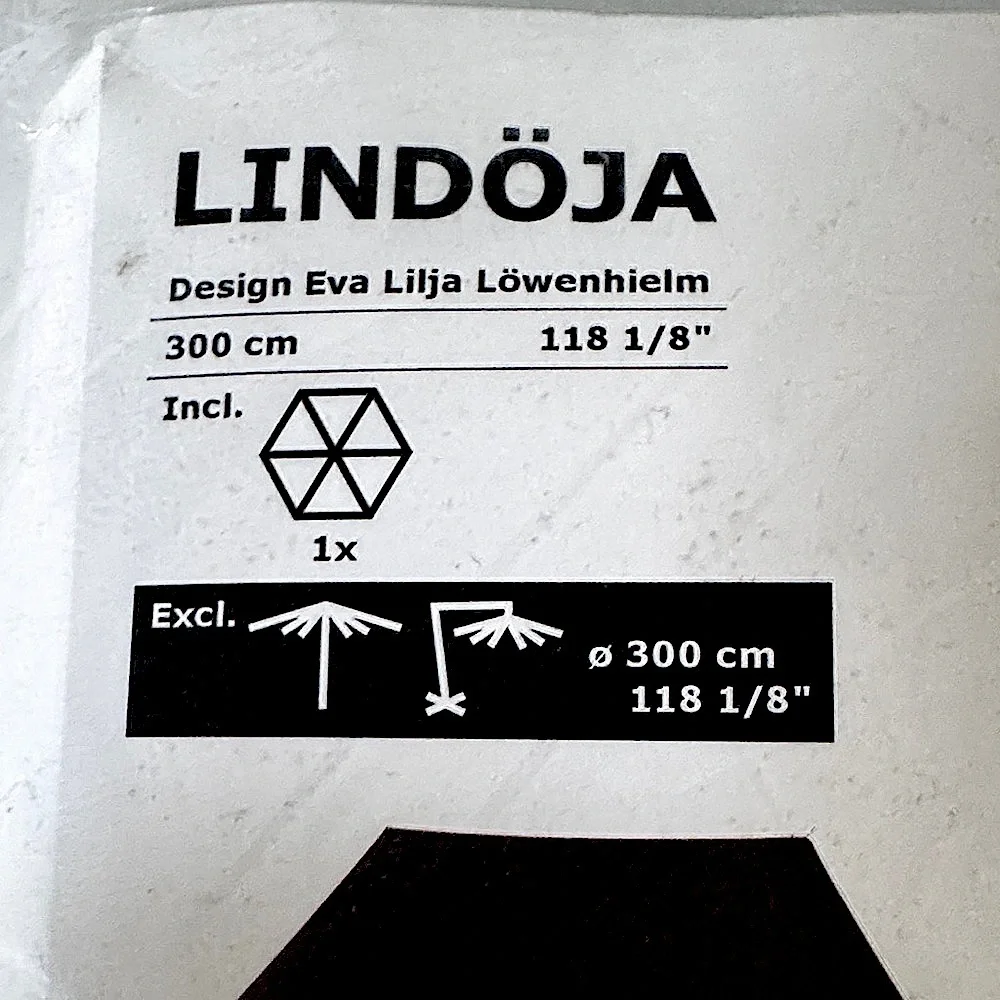 LINDÖJA
Design Eva Lilja Löwenhielm
300 cm 118 1/8"
Incl.
1x
Excl.
ø 300 cm
118 1/8"